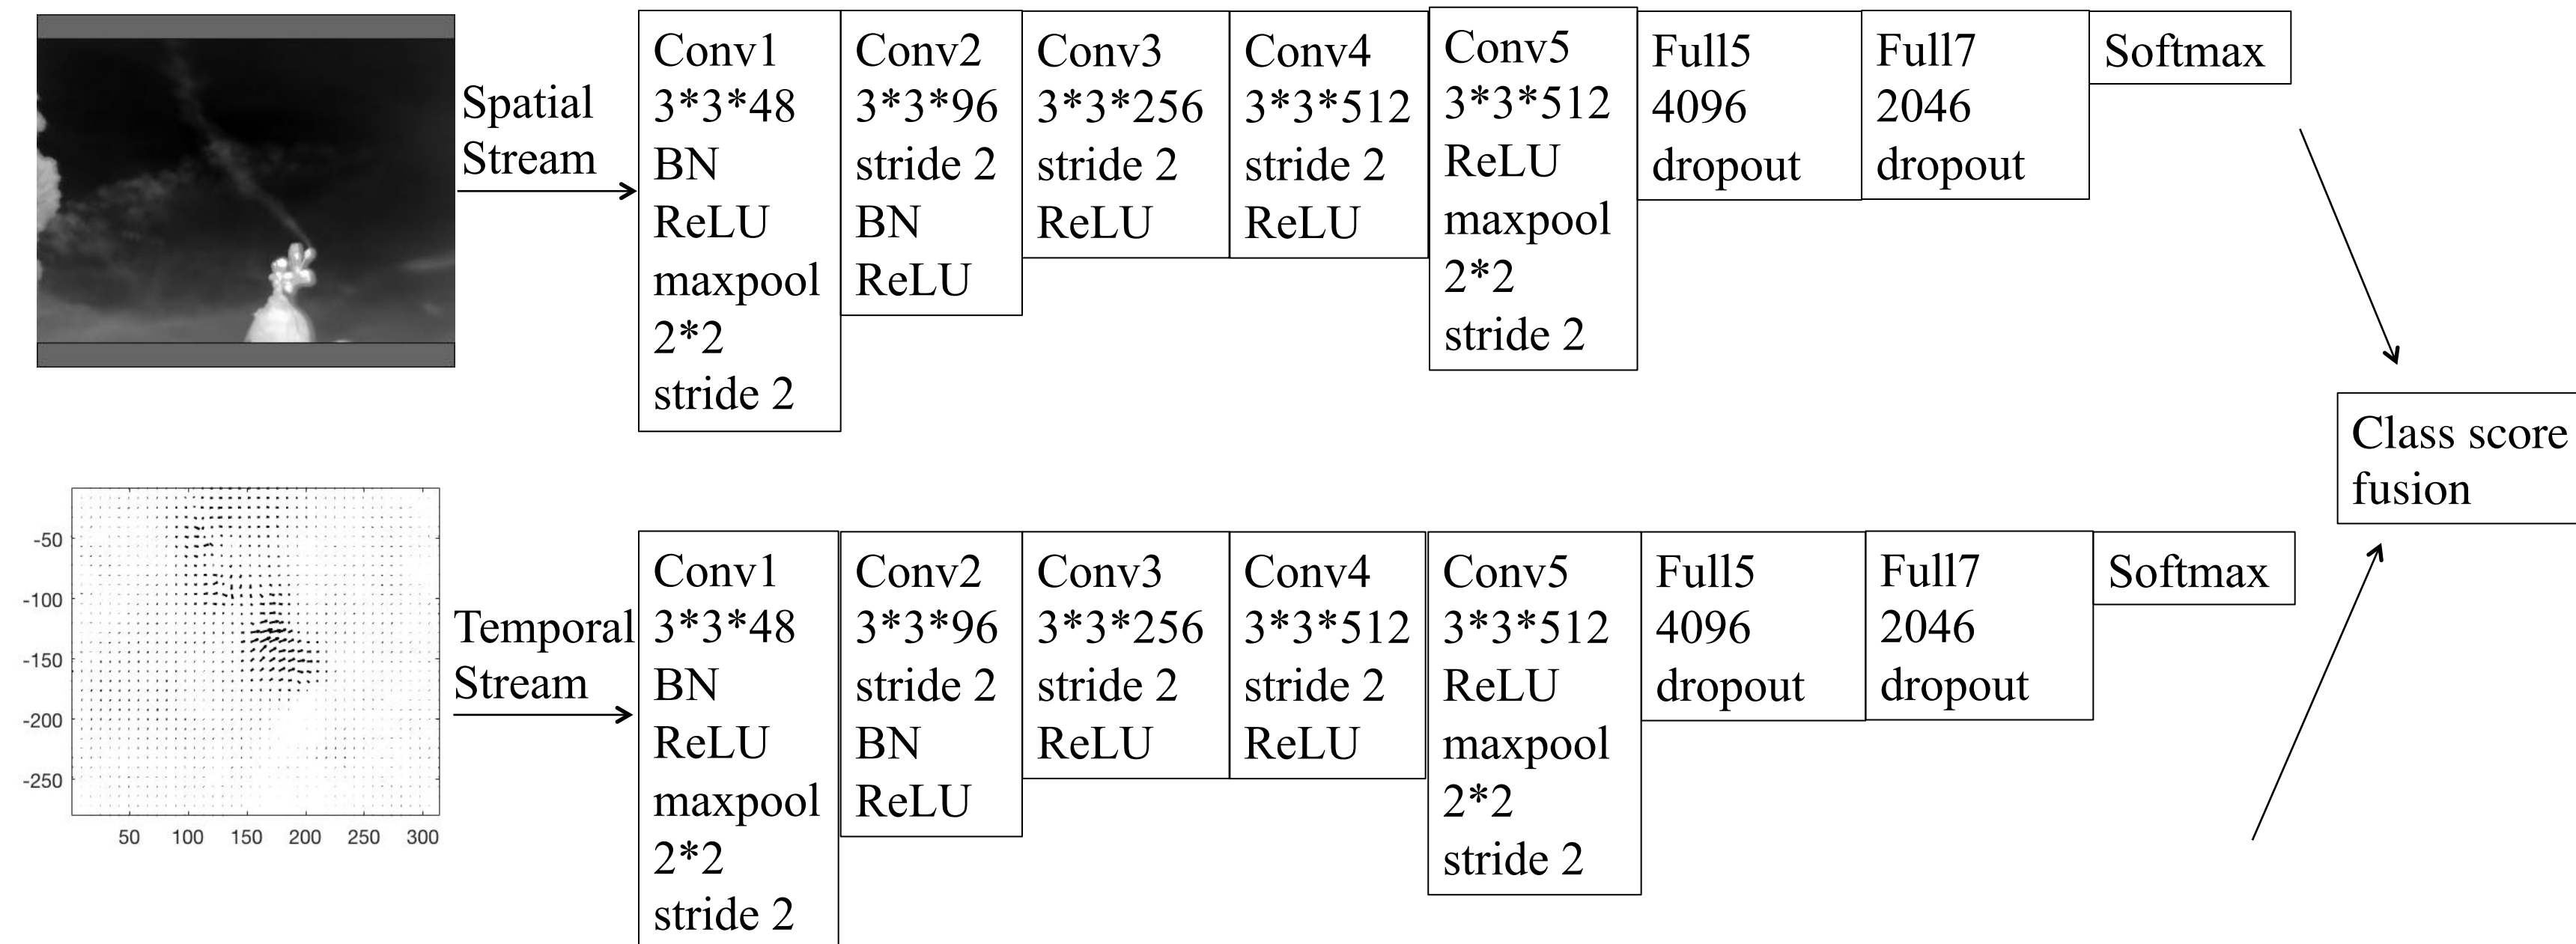 Spatial
Stream
Conv1
3*3*48
BN
ReLU
maxpool
2*2
stride 2
Conv2
3*3*96
stride 2
BN
ReLU
Conv3
3*3*256
stride 2
ReLU
Conv4
3*3*512
stride 2
ReLU
Conv5
3*3*512
ReLU
maxpool
2*2
stride 2
Full5
4096
dropout
Full7
2046
dropout
Softmax
Class score
fusion
-50
-100
-150
-200
-250
50 100 150 200 250 300
Temporal
Stream
Conv1
3*3*48
BN
ReLU
maxpool
2*2
stride 2
Conv2
3*3*96
stride 2
BN
ReLU
Conv3
3*3*256
stride 2
ReLU
Conv4
3*3*512
stride 2
ReLU
Conv5
3*3*512
ReLU
maxpool
2*2
stride 2
Full5
4096
dropout
Full7
2046
dropout
Softmax